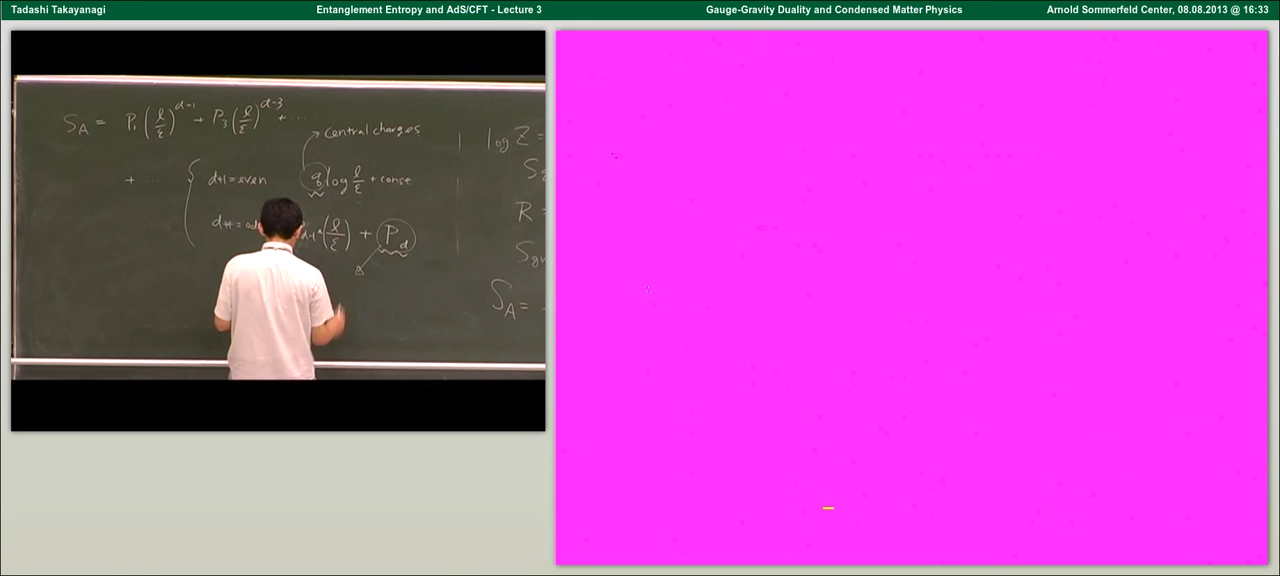 Tadashi Takayanagi Entanglement Entropy and AdS/CFT - Lecture 3 Gauge-Gravity Duality and Condensed Matter Physics Arnold Sommerfeld Center, 08.08.2013 @ 16:33
S_A = P_1 (l/ε)^{d-1} + P_3 (l/ε)^{d-3} + ...
central charges
+ ... { d+1 = even q log l/ε + const.
d+1 = od (l/ε) + P_d
log Z =
R =
S_A =